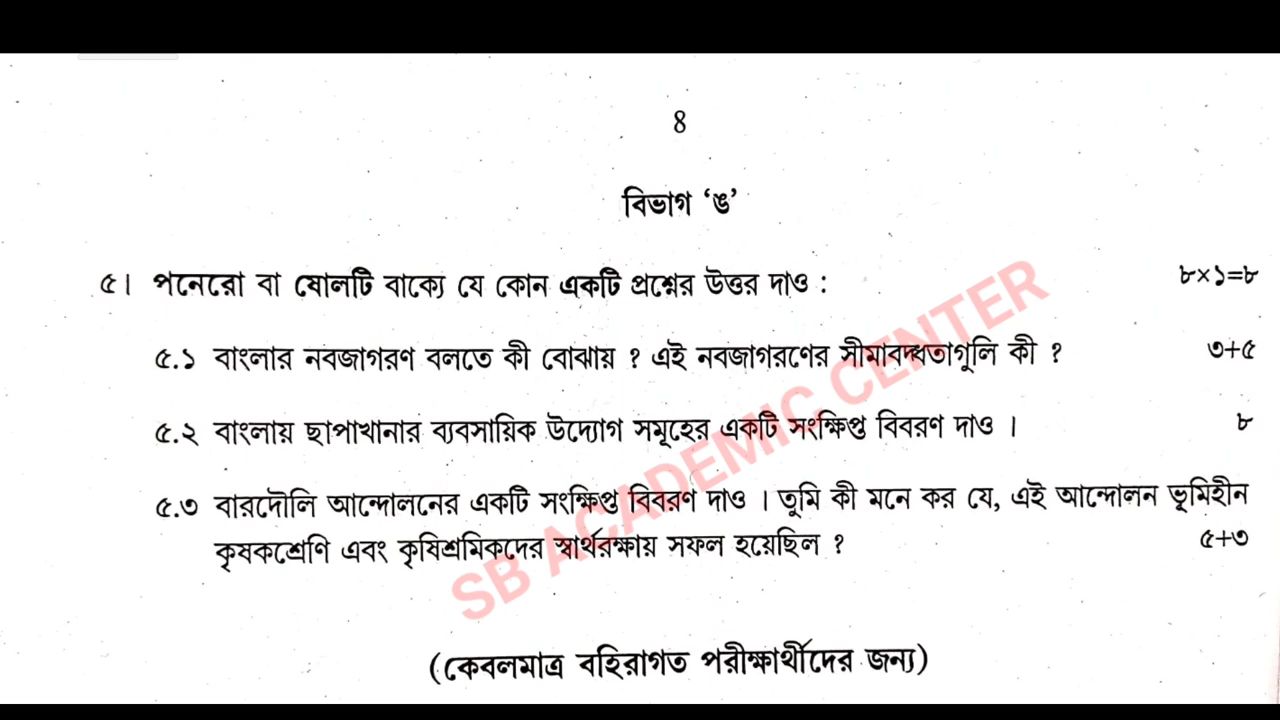 8
বিভাগ ‘ঙ’
৫। পনেরো বা ষোলটি বাক্যে যে কোন একটি প্রশ্নের উত্তর দাও : ৮×১=৮
৫.১ বাংলার নবজাগরণ বলতে কী বোঝায় ? এই নবজাগরণের সীমাবদ্ধতাগুলি কী ? ৩+৫
৫.২ বাংলায় ছাপাখানার ব্যবসায়িক উদ্যোগ সমূহের একটি সংক্ষিপ্ত বিবরণ দাও । ৮
৫.৩ বারদৌলি আন্দোলনের একটি সংক্ষিপ্ত বিবরণ দাও । তুমি কী মনে কর যে, এই আন্দোলন ভূমিহীন
কৃষকশ্রেণি এবং কৃষিশ্রমিকদের স্বার্থরক্ষায় সফল হয়েছিল ? ৫+৩
SB ACADEMIC CENTER
(কেবলমাত্র বহিরাগত পরীক্ষার্থীদের জন্য)